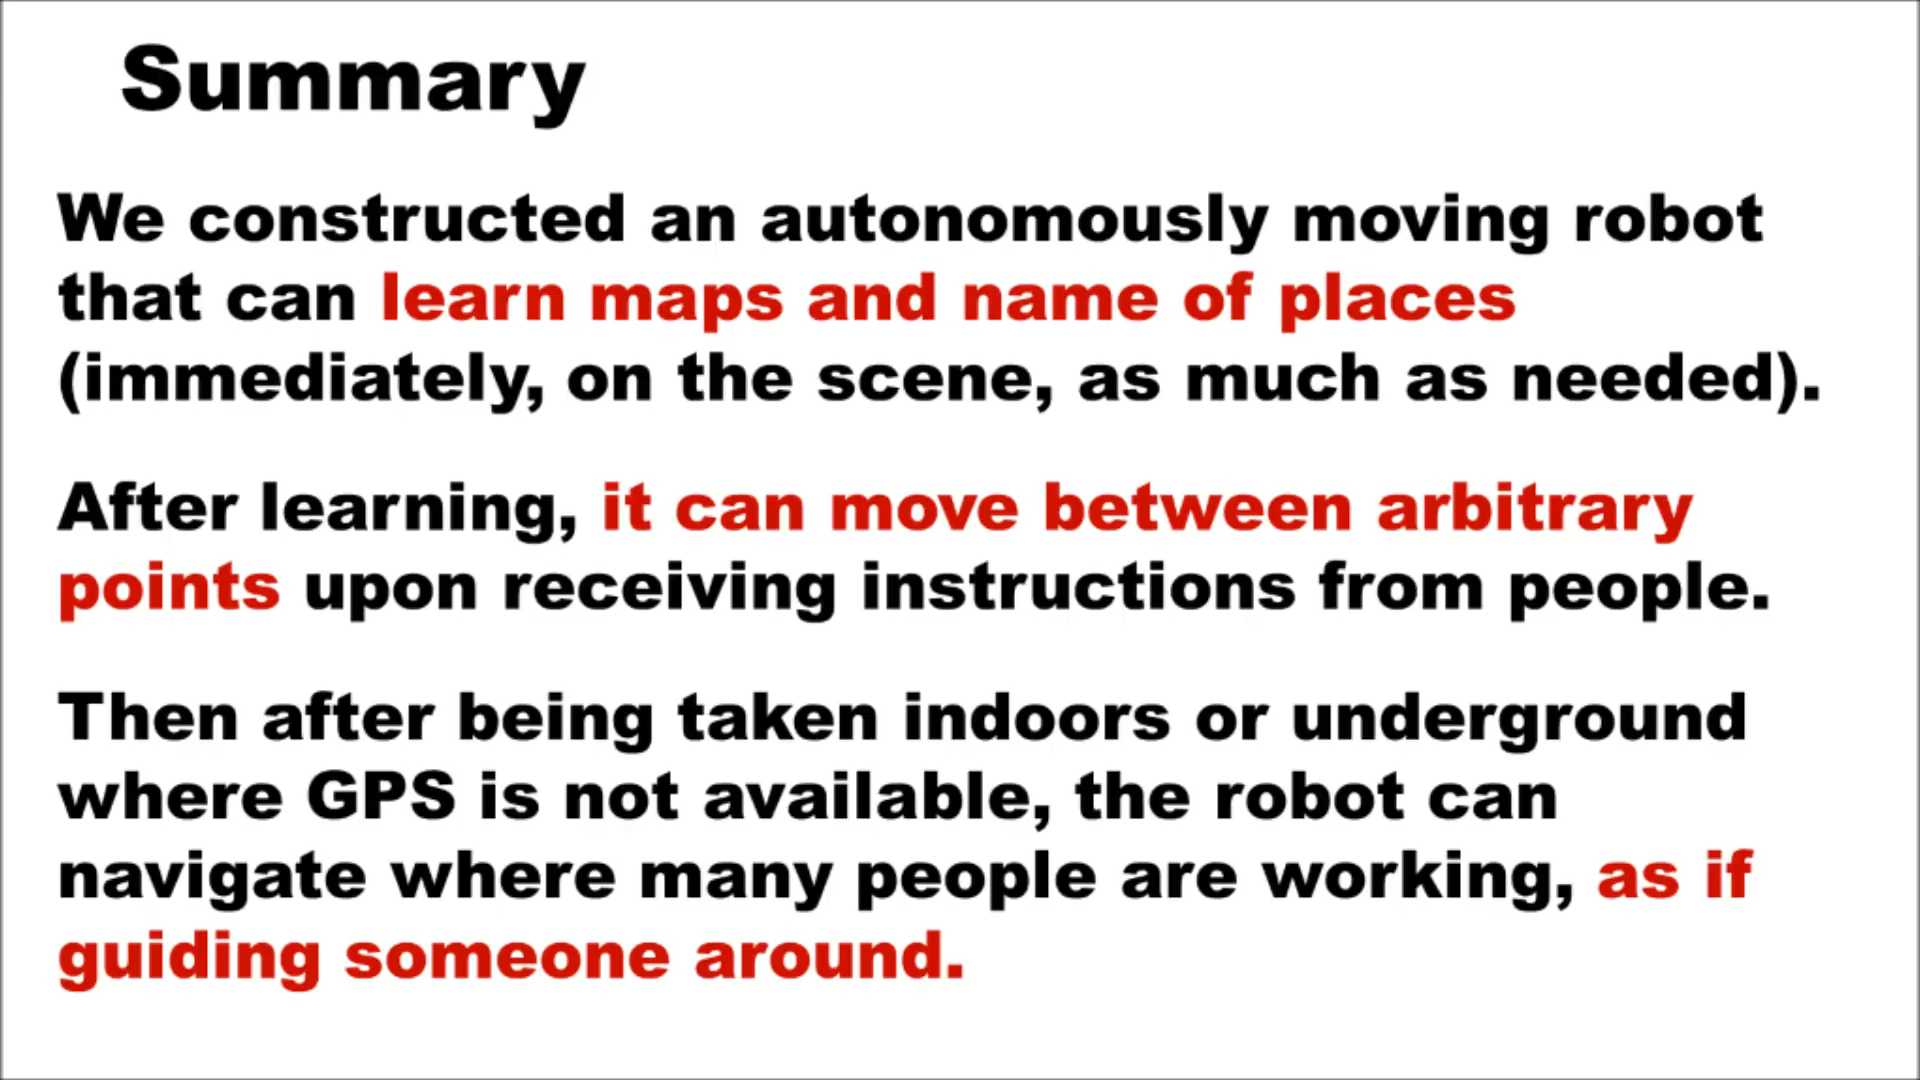 Summary
We constructed an autonomously moving robot
that can learn maps and name of places
(immediately, on the scene, as much as needed).
After learning, it can move between arbitrary
points upon receiving instructions from people.
Then after being taken indoors or underground
where GPS is not available, the robot can
navigate where many people are working, as if
guiding someone around.